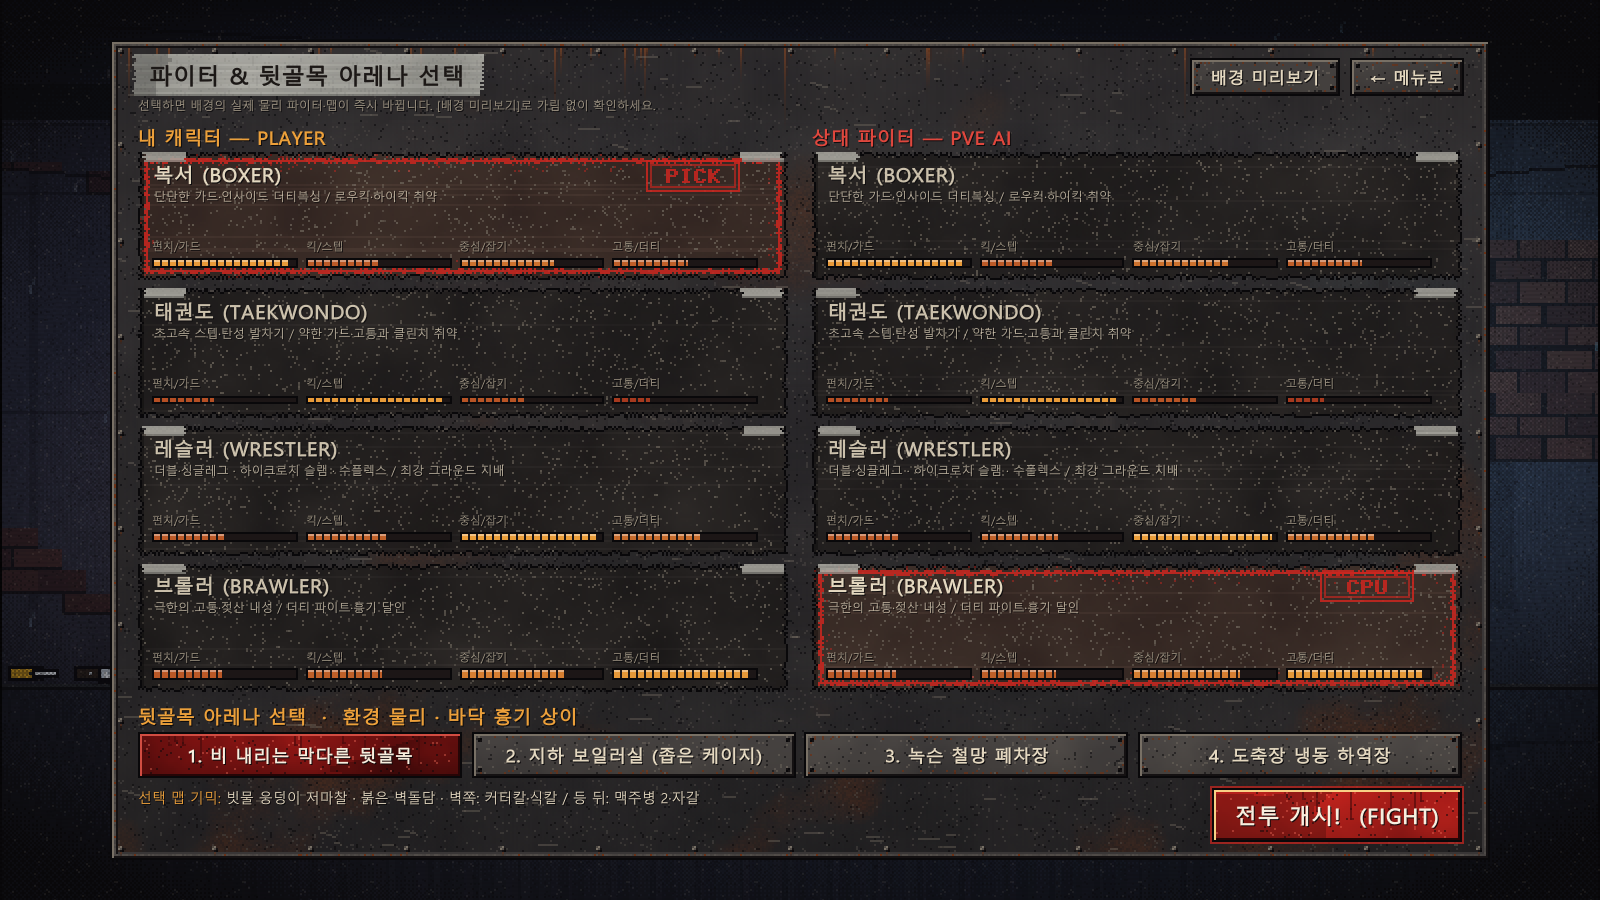 파이터 & 뒷골목 아레나 선택
배경 미리보기
← 메뉴로
선택하면 배경의 실제 물리 파이터·맵이 즉시 바뀝니다. [배경 미리보기]로 가림 없이 확인하세요.
내 캐릭터 — PLAYER
복서 (BOXER)
PICK
단단한 가드·인사이드 더티복싱 / 로우킥·하이킥 취약
펀치/가드 킥/스텝 중심/잡기 고통/더티
태권도 (TAEKWONDO)
초고속 스텝·탄성 발차기 / 약한 가드·고통과 클린치 취약
펀치/가드 킥/스텝 중심/잡기 고통/더티
레슬러 (WRESTLER)
더블·싱글레그 · 하이크로치 슬램 · 수플렉스 / 최강 그라운드 지배
펀치/가드 킥/스텝 중심/잡기 고통/더티
브롤러 (BRAWLER)
극한의 고통·젖산 내성 / 더티 파이트·흉기 달인
펀치/가드 킥/스텝 중심/잡기 고통/더티
상대 파이터 — PVE AI
복서 (BOXER)
단단한 가드·인사이드 더티복싱 / 로우킥·하이킥 취약
펀치/가드 킥/스텝 중심/잡기 고통/더티
태권도 (TAEKWONDO)
초고속 스텝·탄성 발차기 / 약한 가드·고통과 클린치 취약
펀치/가드 킥/스텝 중심/잡기 고통/더티
레슬러 (WRESTLER)
더블·싱글레그 · 하이크로치 슬램 · 수플렉스 / 최강 그라운드 지배
펀치/가드 킥/스텝 중심/잡기 고통/더티
브롤러 (BRAWLER)
CPU
극한의 고통·젖산 내성 / 더티 파이트·흉기 달인
펀치/가드 킥/스텝 중심/잡기 고통/더티
뒷골목 아레나 선택 · 환경 물리 · 바닥 흉기 상이
1. 비 내리는 막다른 뒷골목
2. 지하 보일러실 (좁은 케이지)
3. 녹슨 철망 폐차장
4. 도축장 냉동 하역장
선택 맵 기믹: 빗물 웅덩이 저마찰 · 붉은 벽돌담 · 벽쪽: 커터칼·식칼 / 등 뒤: 맥주병 2·자갈
전투 개시! (FIGHT)